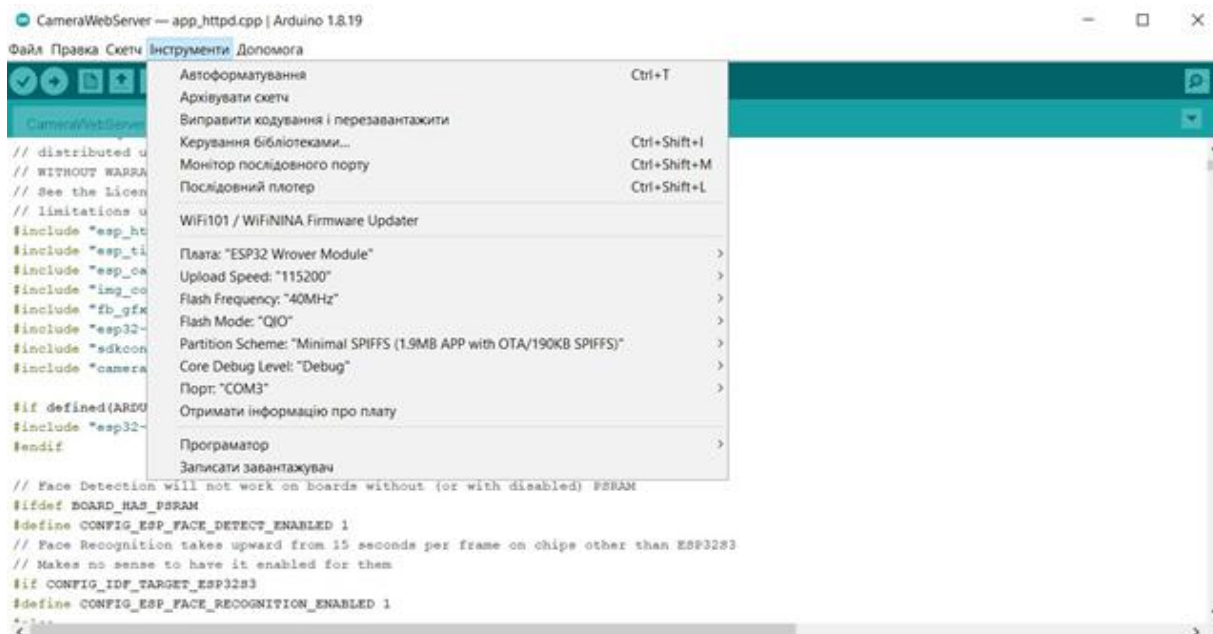 CameraWebServer — app_httpd.cpp | Arduino 1.8.19
Файл Правка Скетч Інструменти Допомога
CameraWebServer
Автоформатування Ctrl+T
Архівувати скетч
Виправити кодування і перезавантажити
Керування бібліотеками... Ctrl+Shift+I
Монітор послідовного порту Ctrl+Shift+M
Послідовний плотер Ctrl+Shift+L
WiFi101 / WiFiNINA Firmware Updater
Плата: "ESP32 Wrover Module"
Upload Speed: "115200"
Flash Frequency: "40MHz"
Flash Mode: "QIO"
Partition Scheme: "Minimal SPIFFS (1.9MB APP with OTA/190KB SPIFFS)"
Core Debug Level: "Debug"
Порт: "COM3"
Отримати інформацію про плату
Програматор
Записати завантажувач
// distributed u
// WITHOUT WARRA
// See the Licen
// limitations u
#include "esp_ht
#include "esp_ti
#include "esp_ca
#include "img_co
#include "fb_gfx
#include "esp32-
#include "sdkcon
#include "camera
#if defined(ARDU
#include "esp32-
#endif
// Face Detection will not work on boards without (or with disabled) PSRAM
#ifdef BOARD_HAS_PSRAM
#define CONFIG_ESP_FACE_DETECT_ENABLED 1
// Face Recognition takes upward from 15 seconds per frame on chips other than ESP32S3
// Makes no sense to have it enabled for them
#if CONFIG_IDF_TARGET_ESP32S3
#define CONFIG_ESP_FACE_RECOGNITION_ENABLED 1